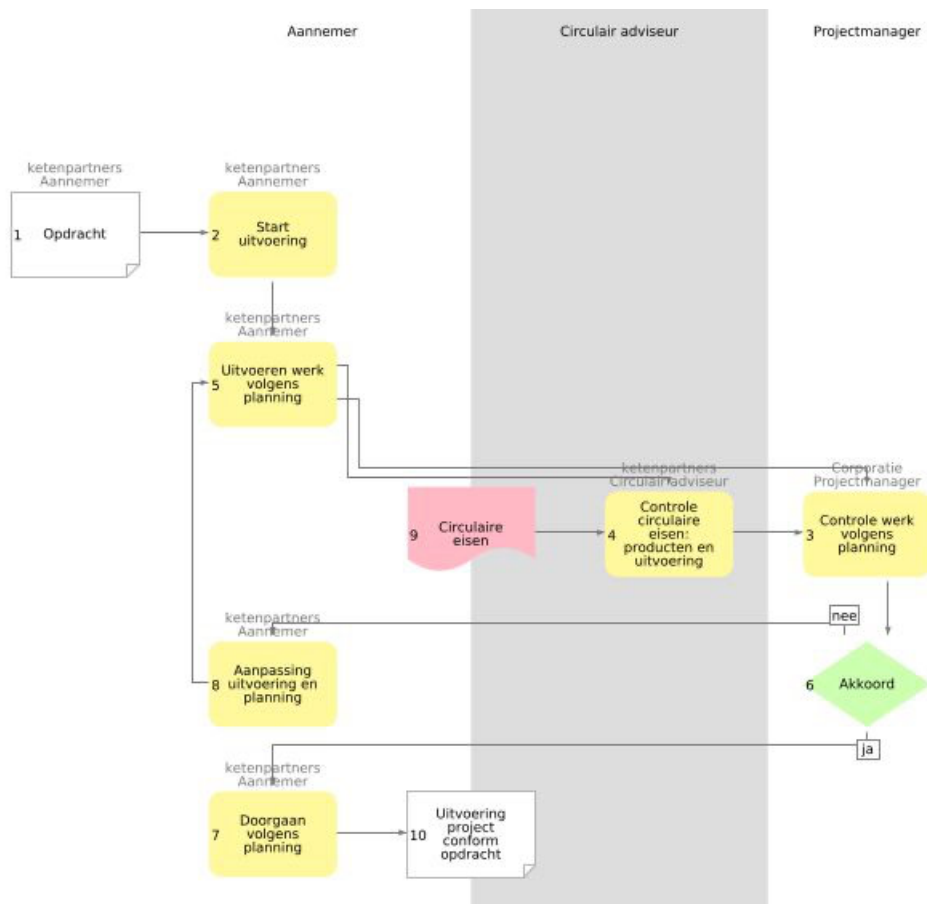 Aannemer
Circulair adviseur
Projectmanager
ketenpartners
Aannemer
1
Opdracht
ketenpartners
Aannemer
2
Start
uitvoering
ketenpartners
Aannemer
5
Uitvoeren werk
volgens
planning
9
Circulaire
eisen
ketenpartners
Circulair adviseur
4
Controle
circulaire
eisen:
producten en
uitvoering
Corporatie
Projectmanager
3
Controle werk
volgens
planning
nee
ketenpartners
Aannemer
8
Aanpassing
uitvoering en
planning
6
Akkoord
ja
ketenpartners
Aannemer
7
Doorgaan
volgens
planning
10
Uitvoering
project
conform
opdracht